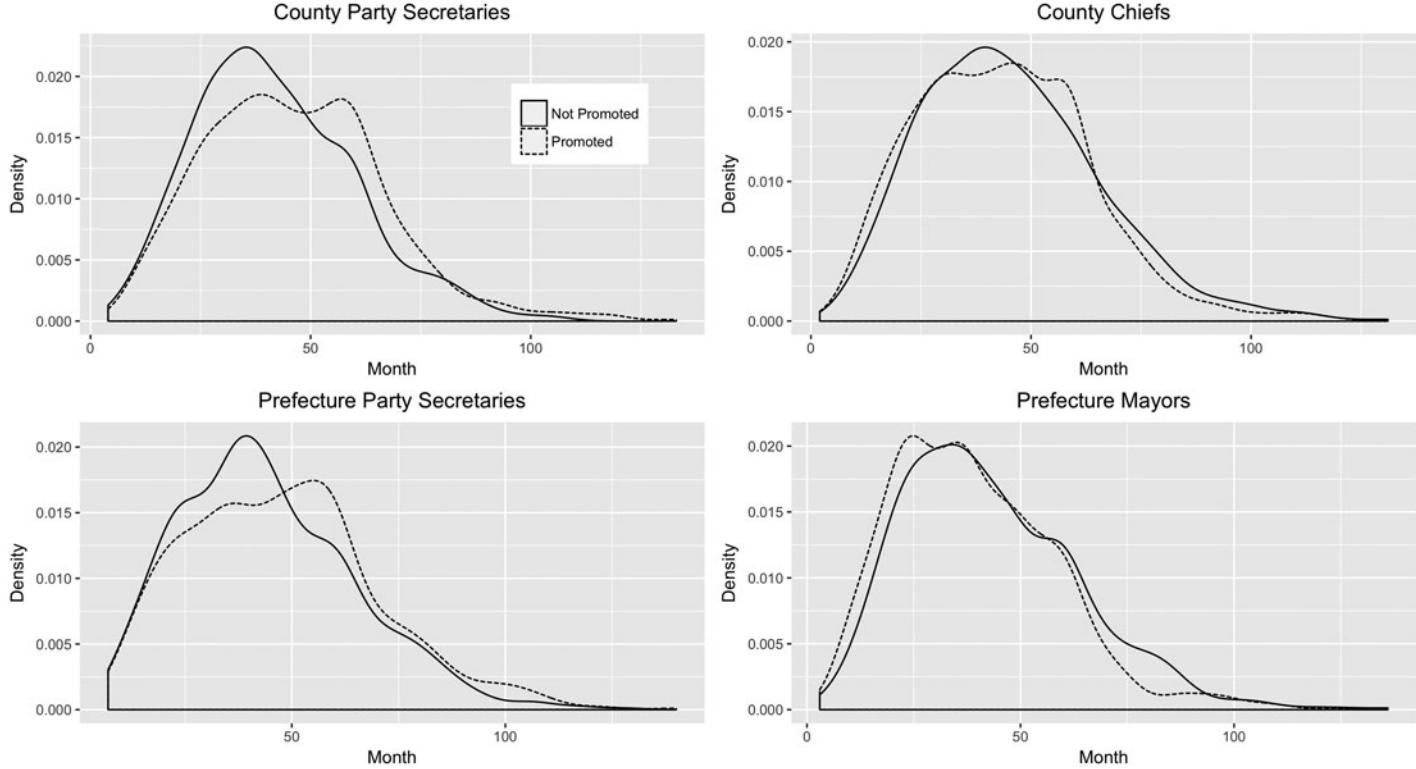 County Party Secretaries
Density
0.020
0.015
0.010
0.005
0.000
Not Promoted
Promoted
0
50
100
Month
County Chiefs
Density
0.020
0.015
0.010
0.005
0.000
0
50
100
Month
Prefecture Party Secretaries
Density
0.020
0.015
0.010
0.005
0.000
50
100
Month
Prefecture Mayors
Density
0.020
0.015
0.010
0.005
0.000
0
50
100
Month